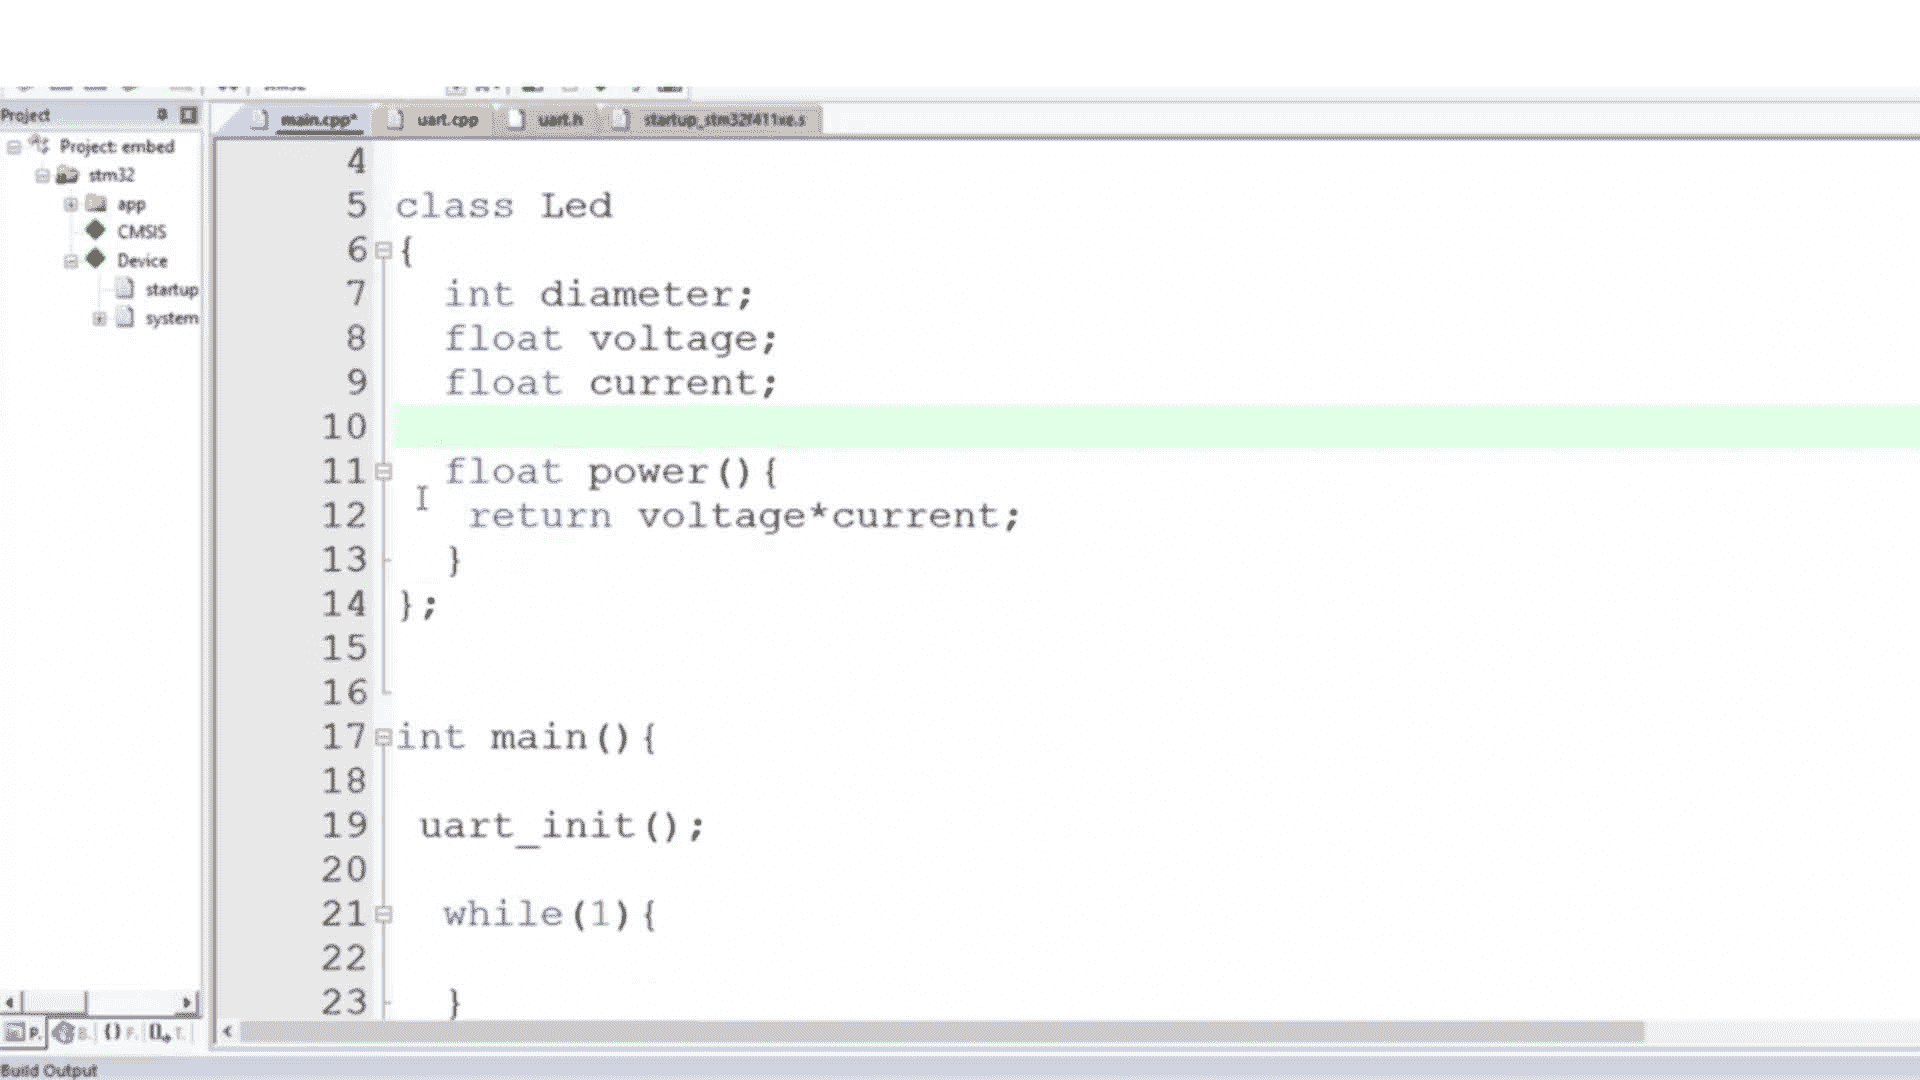 Project
Project: embed
stm32
app
CMSIS
Device
startup
system
main.cpp*
uart.cpp
uart.h
startup_stm32f411xe.s
4
5 class Led
6 {
7 int diameter;
8 float voltage;
9 float current;
10
11 float power(){
12 return voltage*current;
13 }
14 };
15
16
17 int main(){
18
19 uart_init();
20
21 while(1){
22
23 }
P. B. {} F. T.
Build Output